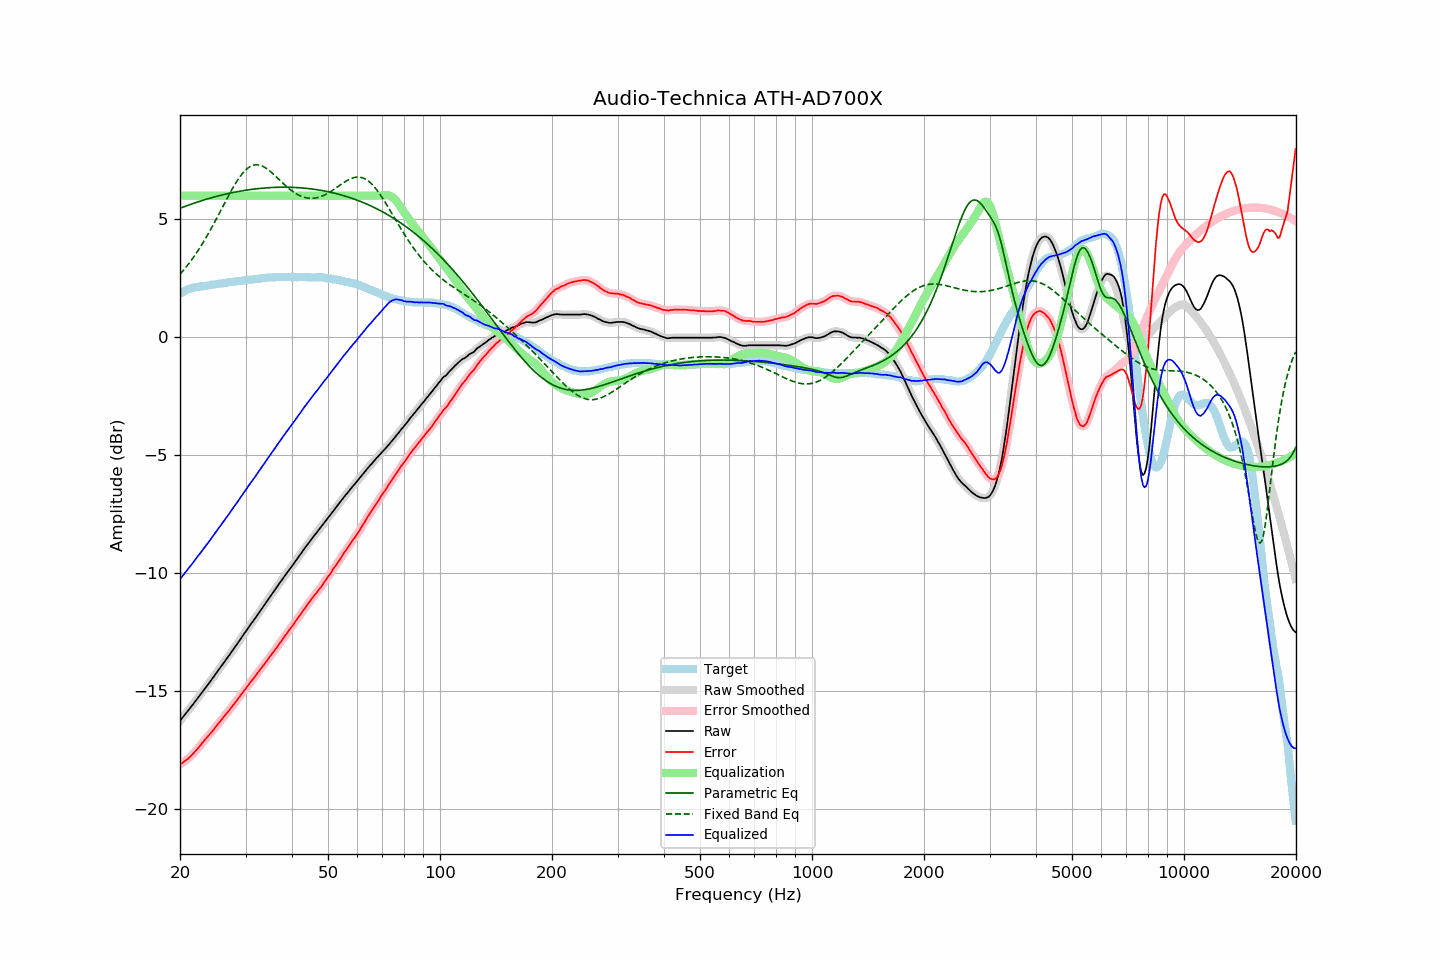 Audio-Technica ATH-AD700X
Amplitude (dBr)
5
0
−5
−10
−15
−20
Target
Raw Smoothed
Error Smoothed
Raw
Error
Equalization
Parametric Eq
Fixed Band Eq
Equalized
20 50 100 200 500 1000 2000 5000 10000 20000
Frequency (Hz)